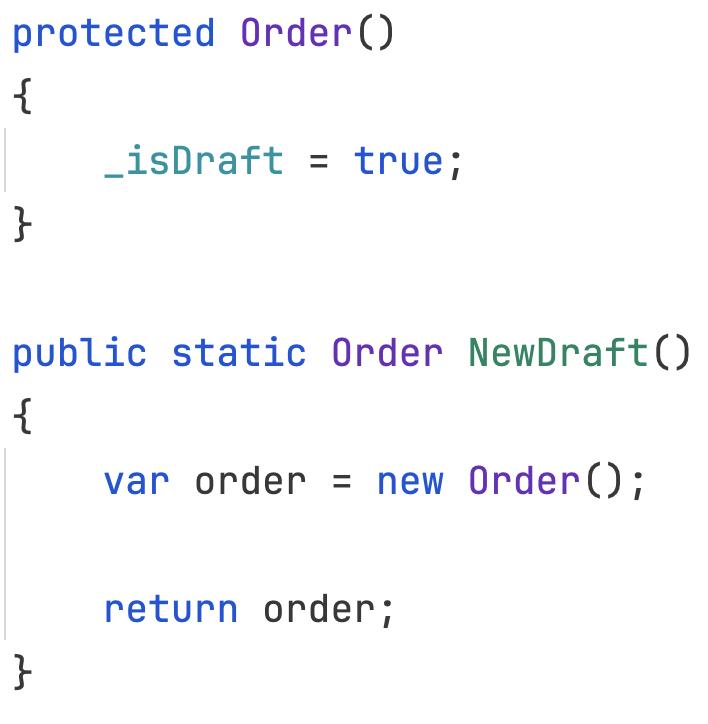 protected Order()
{
    _isDraft = true;
}

public static Order NewDraft()
{
    var order = new Order();

    return order;
}